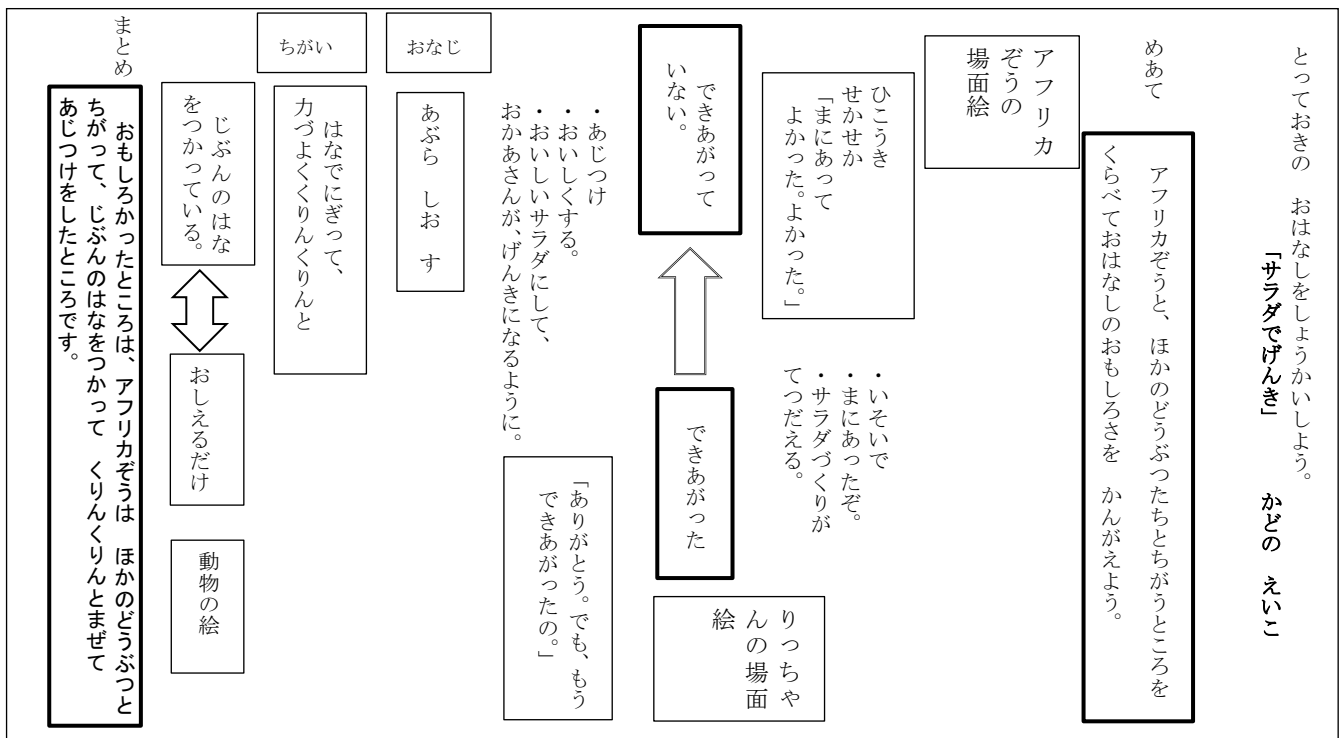 とっておきの　おはなしをしょうかいしよう。
「サラダでげんき」　　かどの　えいこ
めあて
アフリカぞうと、ほかのどうぶつたちとちがうところを
くらべておはなしのおもしろさを　かんがえよう。
アフリカ
ぞうの
場面絵
ひこうき
せかせか
「まにあって
よかった。よかった。」
・いそいで
・まにあったぞ。
・サラダづくりが
てつだえる。
できあがって
いない。
できあがった
りっちゃ
んの場面
絵
・あじつけ
・おいしくする。
・おいしいサラダにして、
おかあさんが、げんきになるように。
「ありがとう。でも、もう
できあがったの。」
おなじ
あぶら　しお　す
ちがい
はなでにぎって、
力づよくくりんくりんと
じぶんのはな
をつかっている。
おしえるだけ
動物の絵
まとめ
おもしろかったところは、アフリカぞうは　ほかのどうぶつと
ちがって、じぶんのはなをつかって　くりんくりんとまぜて
あじつけをしたところです。